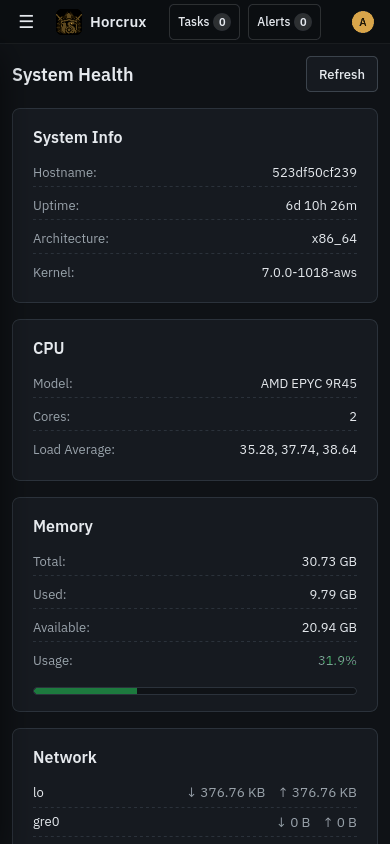 ☰ Horcrux Tasks 0 Alerts 0 A
System Health Refresh
System Info
Hostname: 523df50cf239
Uptime: 6d 10h 26m
Architecture: x86_64
Kernel: 7.0.0-1018-aws
CPU
Model: AMD EPYC 9R45
Cores: 2
Load Average: 35.28, 37.74, 38.64
Memory
Total: 30.73 GB
Used: 9.79 GB
Available: 20.94 GB
Usage: 31.9%
Network
lo ↓ 376.76 KB ↑ 376.76 KB
gre0 ↓ 0 B ↑ 0 B